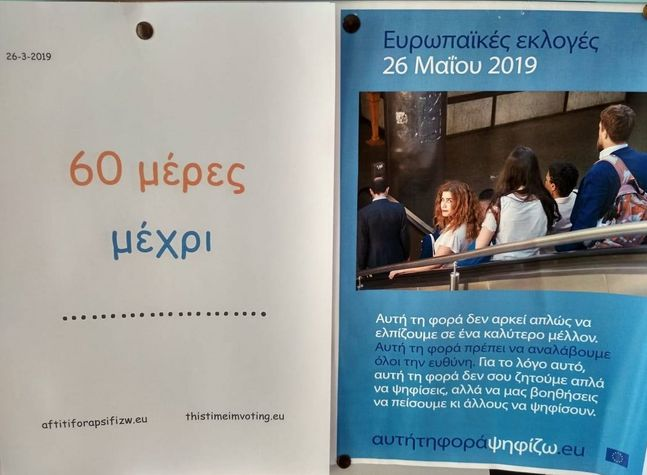 26-3-2019
60 μέρες
μέχρι
........................
aftitiforapsifizw.eu
thistimeimvoting.eu
Ευρωπαϊκές εκλογές
26 Μαΐου 2019
Αυτή τη φορά δεν αρκεί απλώς να
ελπίζουμε σε ένα καλύτερο μέλλον.
Αυτή τη φορά πρέπει να αναλάβουμε
όλοι την ευθύνη. Για το λόγο αυτό,
αυτή τη φορά δεν σου ζητούμε απλά
να ψηφίσεις, αλλά να μας βοηθήσεις
να πείσουμε κι άλλους να ψηφίσουν.
αυτήτηφοράψηφίζω.eu